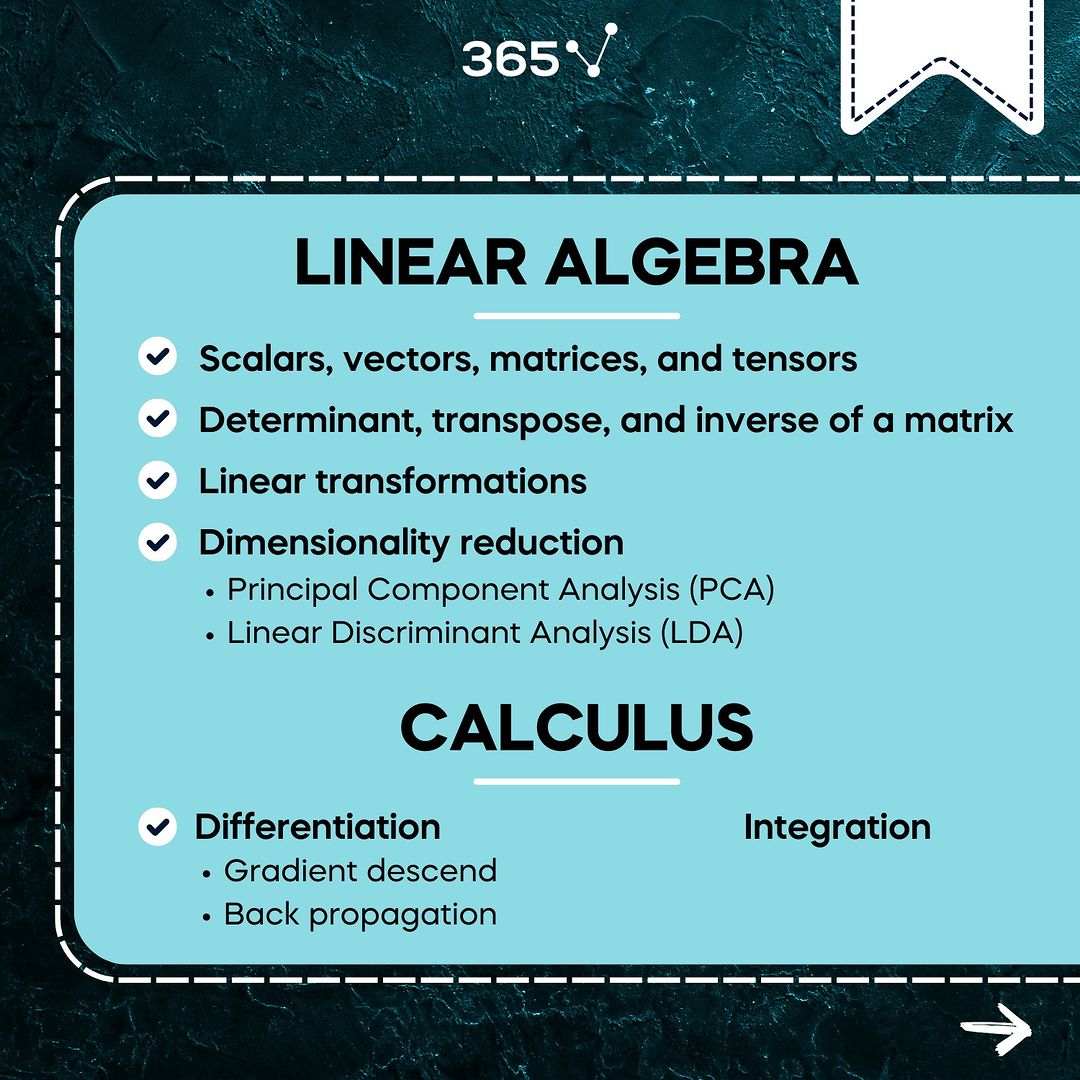 365
LINEAR ALGEBRA
Scalars, vectors, matrices, and tensors
Determinant, transpose, and inverse of a matrix
Linear transformations
Dimensionality reduction
• Principal Component Analysis (PCA)
• Linear Discriminant Analysis (LDA)
CALCULUS
Differentiation
Integration
• Gradient descend
• Back propagation